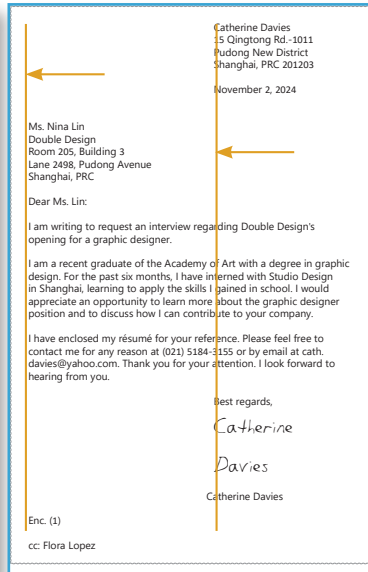 Catherine Davies
15 Qingtong Rd.-1011
Pudong New District
Shanghai, PRC 201203
November 2, 2024
Ms. Nina Lin
Double Design
Room 205, Building 3
Lane 2498, Pudong Avenue
Shanghai, PRC
Dear Ms. Lin:
I am writing to request an interview regarding Double Design's
opening for a graphic designer.
I am a recent graduate of the Academy of Art with a degree in graphic
design. For the past six months, I have interned with Studio Design
in Shanghai, learning to apply the skills I gained in school. I would
appreciate an opportunity to learn more about the graphic designer
position and to discuss how I can contribute to your company.
I have enclosed my résumé for your reference. Please feel free to
contact me for any reason at (021) 5184-3155 or by email at cath.
davies@yahoo.com. Thank you for your attention. I look forward to
hearing from you.
Best regards,
Catherine
Davies
Catherine Davies
Enc. (1)
cc: Flora Lopez